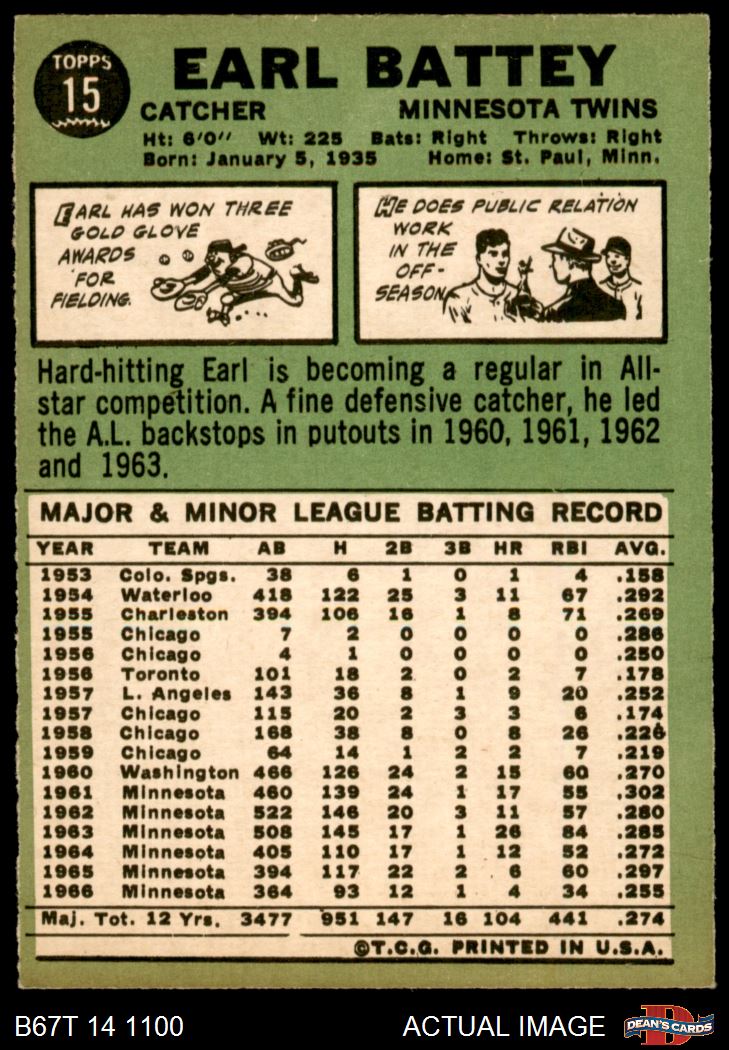 TOPPS
15
EARL BATTEY
CATCHER MINNESOTA TWINS
Ht: 6'0" Wt: 225 Bats: Right Throws: Right
Born: January 5, 1935 Home: St. Paul, Minn.
EARL HAS WON THREE
GOLD GLOVE
AWARDS
FOR
FIELDING.
HE DOES PUBLIC RELATION
WORK
IN THE
OFF-
SEASON
Hard-hitting Earl is becoming a regular in All-
star competition. A fine defensive catcher, he led
the A.L. backstops in putouts in 1960, 1961, 1962
and 1963.
MAJOR & MINOR LEAGUE BATTING RECORD
YEAR TEAM AB H 2B 3B HR RBI AVG.
1953 Colo. Spgs. 38 6 1 0 1 4 .158
1954 Waterloo 418 122 25 3 11 67 .292
1955 Charleston 394 106 16 1 8 71 .269
1955 Chicago 7 2 0 0 0 0 .286
1956 Chicago 4 1 0 0 0 0 .250
1956 Toronto 101 18 2 0 2 7 .178
1957 L. Angeles 143 36 8 1 9 20 .252
1957 Chicago 115 20 2 3 3 6 .174
1958 Chicago 168 38 8 0 8 26 .226
1959 Chicago 64 14 1 2 2 7 .219
1960 Washington 466 126 24 2 15 60 .270
1961 Minnesota 460 139 24 1 17 55 .302
1962 Minnesota 522 146 20 3 11 57 .280
1963 Minnesota 508 145 17 1 26 84 .285
1964 Minnesota 405 110 17 1 12 52 .272
1965 Minnesota 394 117 22 2 6 60 .297
1966 Minnesota 364 93 12 1 4 34 .255
Maj. Tot. 12 Yrs. 3477 951 147 16 104 441 .274
©T.C.G. PRINTED IN U.S.A.
B67T 14 1100 ACTUAL IMAGE
D
DEAN'S CARDS